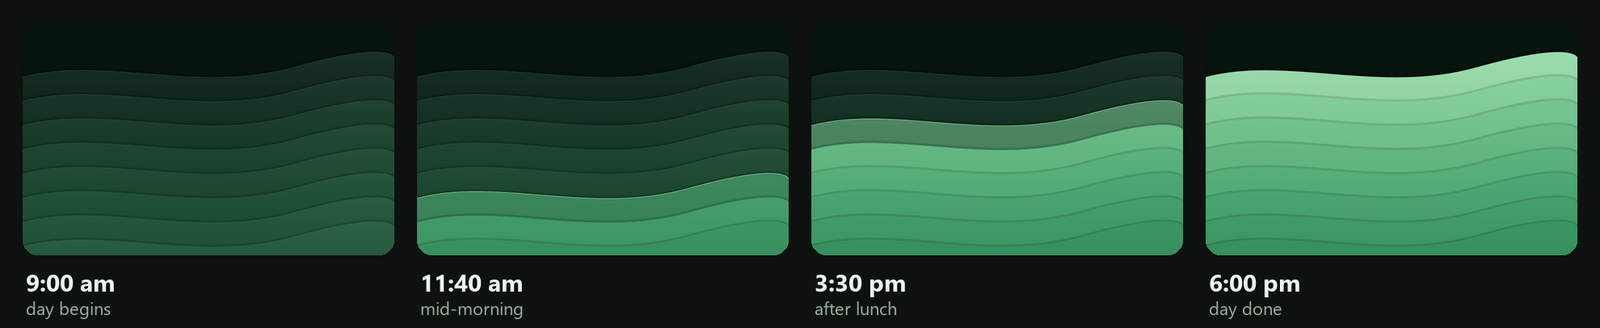 9:00 am
day begins
11:40 am
mid-morning
3:30 pm
after lunch
6:00 pm
day done